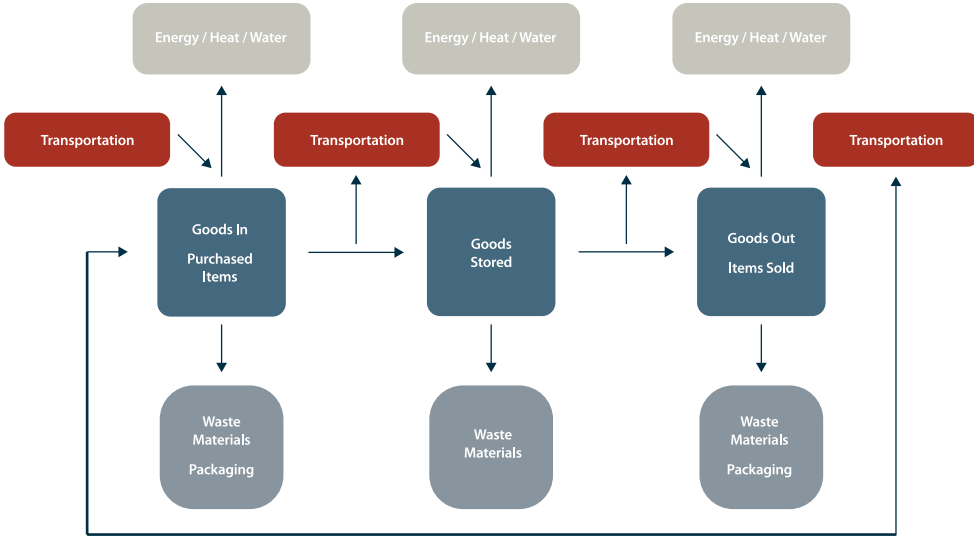 Energy / Heat / Water
Energy / Heat / Water
Energy / Heat / Water
Transportation
Transportation
Transportation
Transportation
Goods In
Purchased
Items
Goods
Stored
Goods Out
Items Sold
Waste
Materials
Packaging
Waste
Materials
Waste
Materials
Packaging